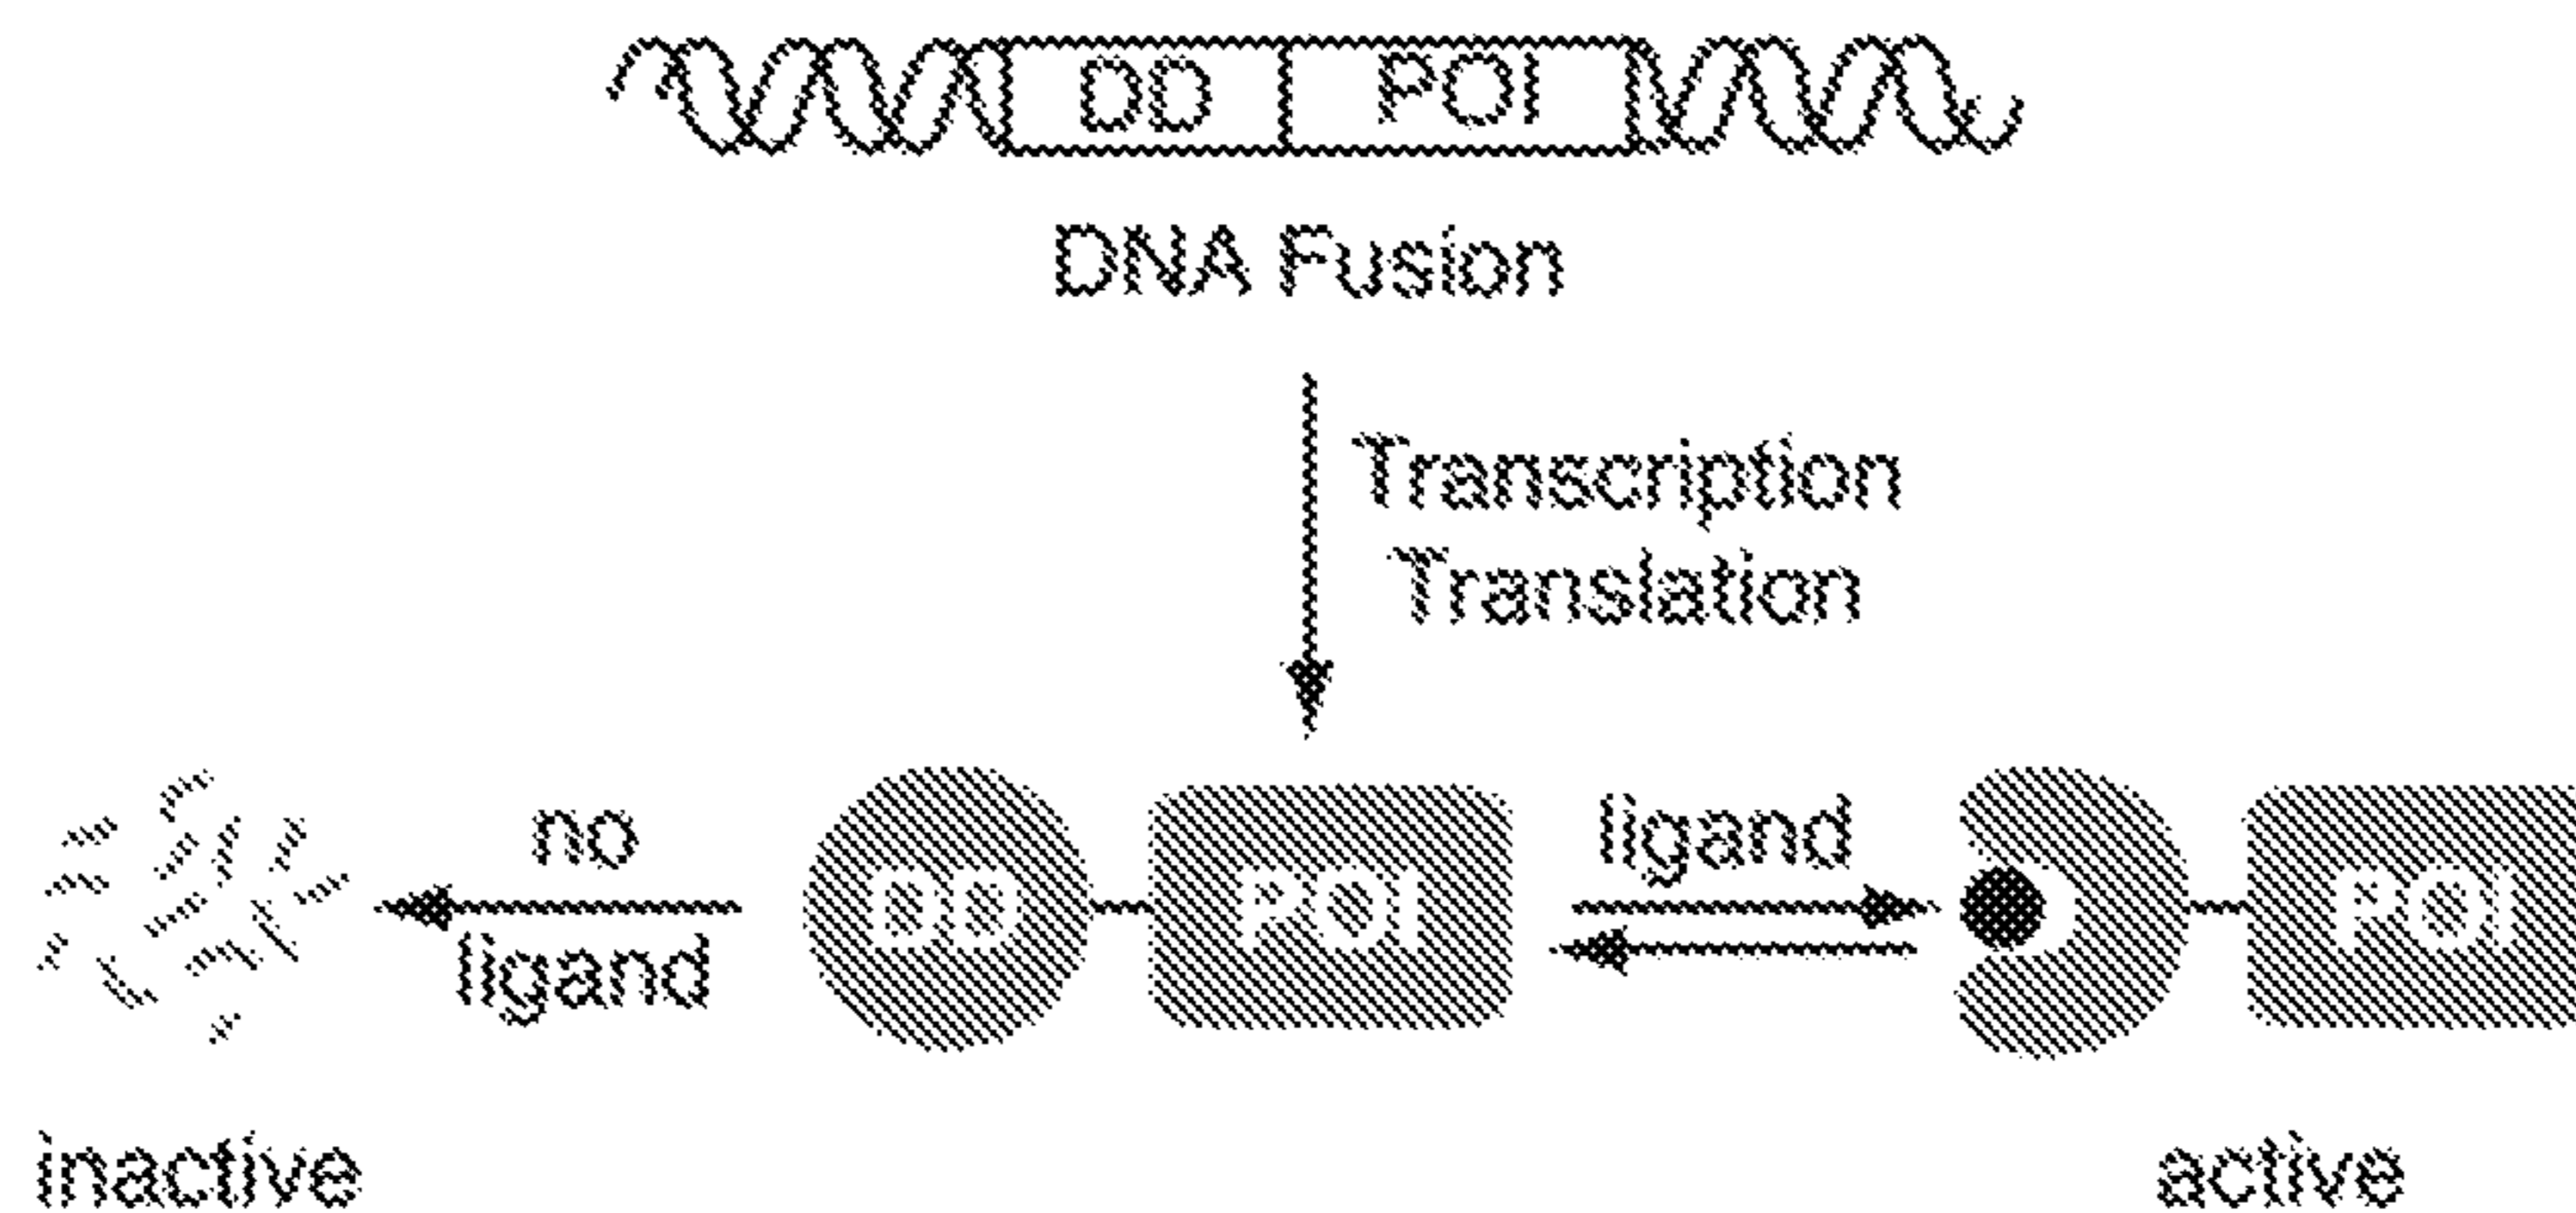 DD POI
DNA Fusion
Transcription
Translation
no
ligand
DD POI
ligand
POI
inactive
active